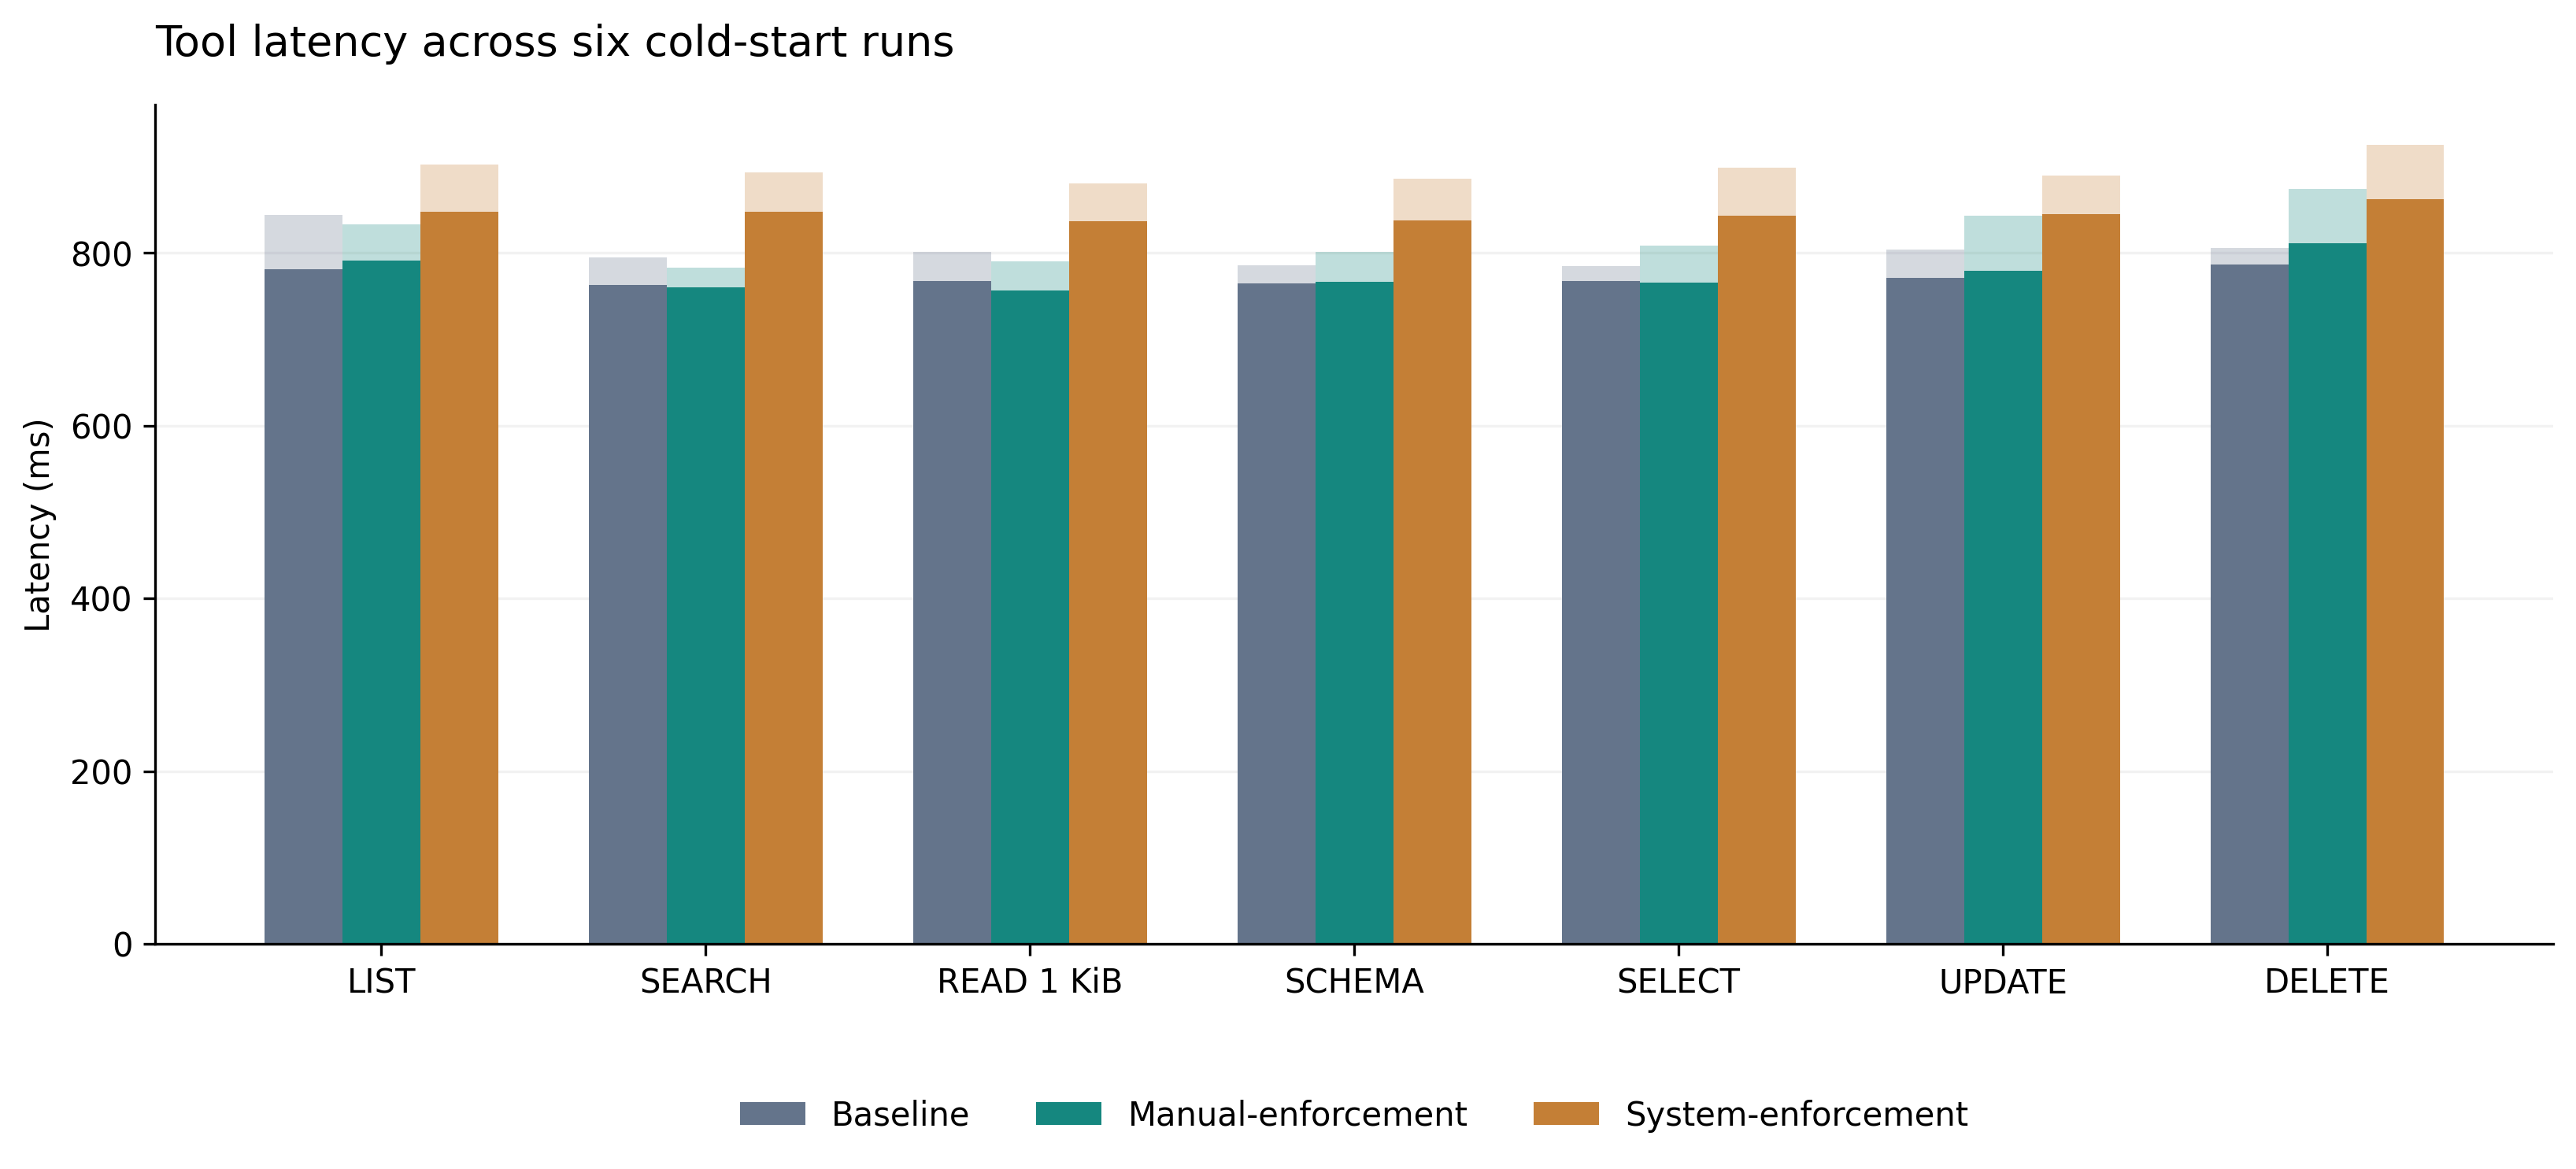 Tool latency across six cold-start runs
Latency (ms)
800
600
400
200
0
LIST SEARCH READ 1 KiB SCHEMA SELECT UPDATE DELETE
Baseline Manual-enforcement System-enforcement